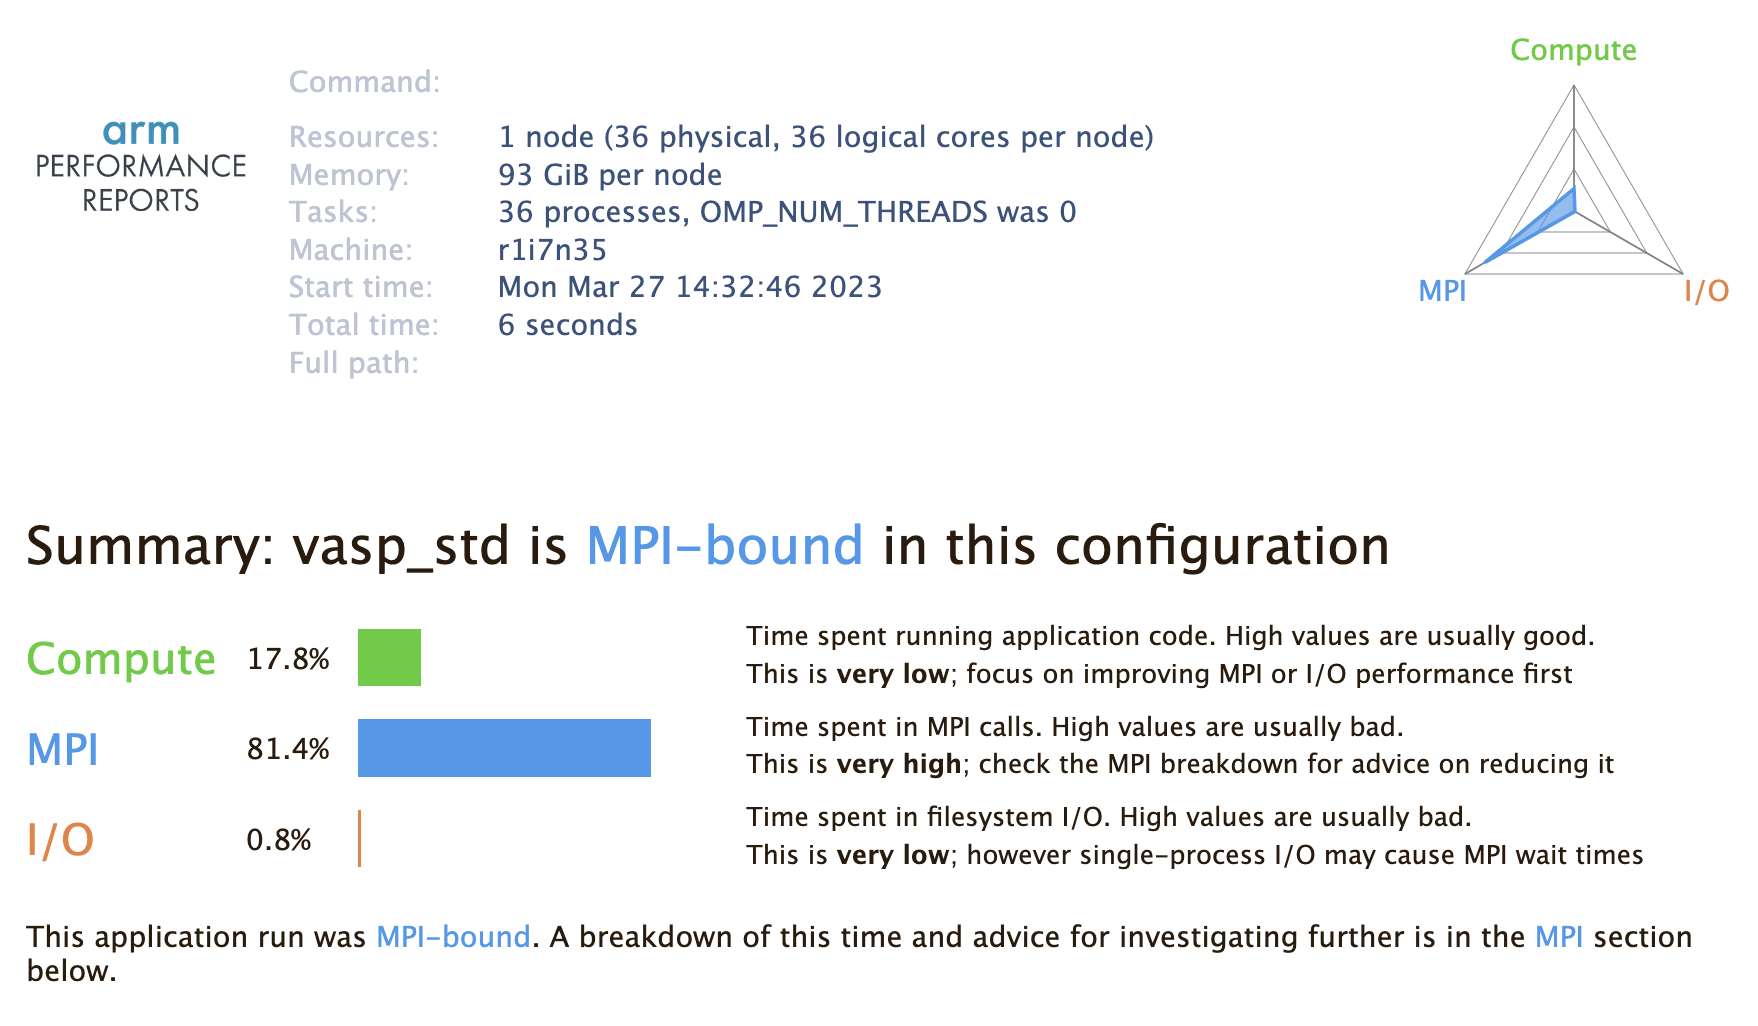 arm
PERFORMANCE
REPORTS
Command:
Resources: 1 node (36 physical, 36 logical cores per node)
Memory: 93 GiB per node
Tasks: 36 processes, OMP_NUM_THREADS was 0
Machine: r1i7n35
Start time: Mon Mar 27 14:32:46 2023
Total time: 6 seconds
Full path:
Compute
MPI
I/O
Summary: vasp_std is MPI-bound in this configuration
Compute 17.8%
Time spent running application code. High values are usually good.
This is very low; focus on improving MPI or I/O performance first
MPI 81.4%
Time spent in MPI calls. High values are usually bad.
This is very high; check the MPI breakdown for advice on reducing it
I/O 0.8%
Time spent in filesystem I/O. High values are usually bad.
This is very low; however single-process I/O may cause MPI wait times
This application run was MPI-bound. A breakdown of this time and advice for investigating further is in the MPI section
below.